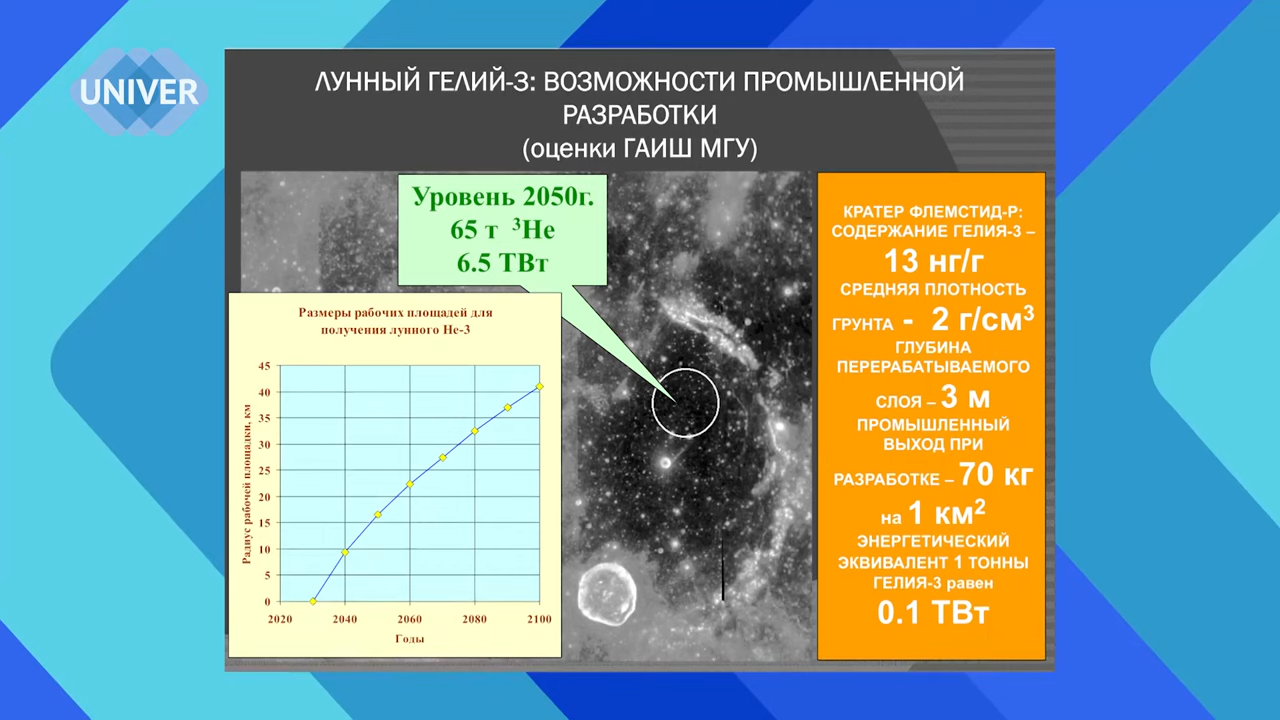 UNIVER
ЛУННЫЙ ГЕЛИЙ-3: ВОЗМОЖНОСТИ ПРОМЫШЛЕННОЙ
РАЗРАБОТКИ
(оценки ГАИШ МГУ)
Уровень 2050г.
65 т ³He
6.5 ТВт
Размеры рабочих площадей для
получения лунного Не-3
Радиус рабочей площадки, км
45
40
35
30
25
20
15
10
5
0
2020 2040 2060 2080 2100
Годы
КРАТЕР ФЛЕМСТИД-Р:
СОДЕРЖАНИЕ ГЕЛИЯ-3 –
13 нг/г
СРЕДНЯЯ ПЛОТНОСТЬ
ГРУНТА - 2 г/см³
ГЛУБИНА
ПЕРЕРАБАТЫВАЕМОГО
СЛОЯ – 3 м
ПРОМЫШЛЕННЫЙ
ВЫХОД ПРИ
РАЗРАБОТКЕ – 70 кг
на 1 км²
ЭНЕРГЕТИЧЕСКИЙ
ЭКВИВАЛЕНТ 1 ТОННЫ
ГЕЛИЯ-3 равен
0.1 ТВт